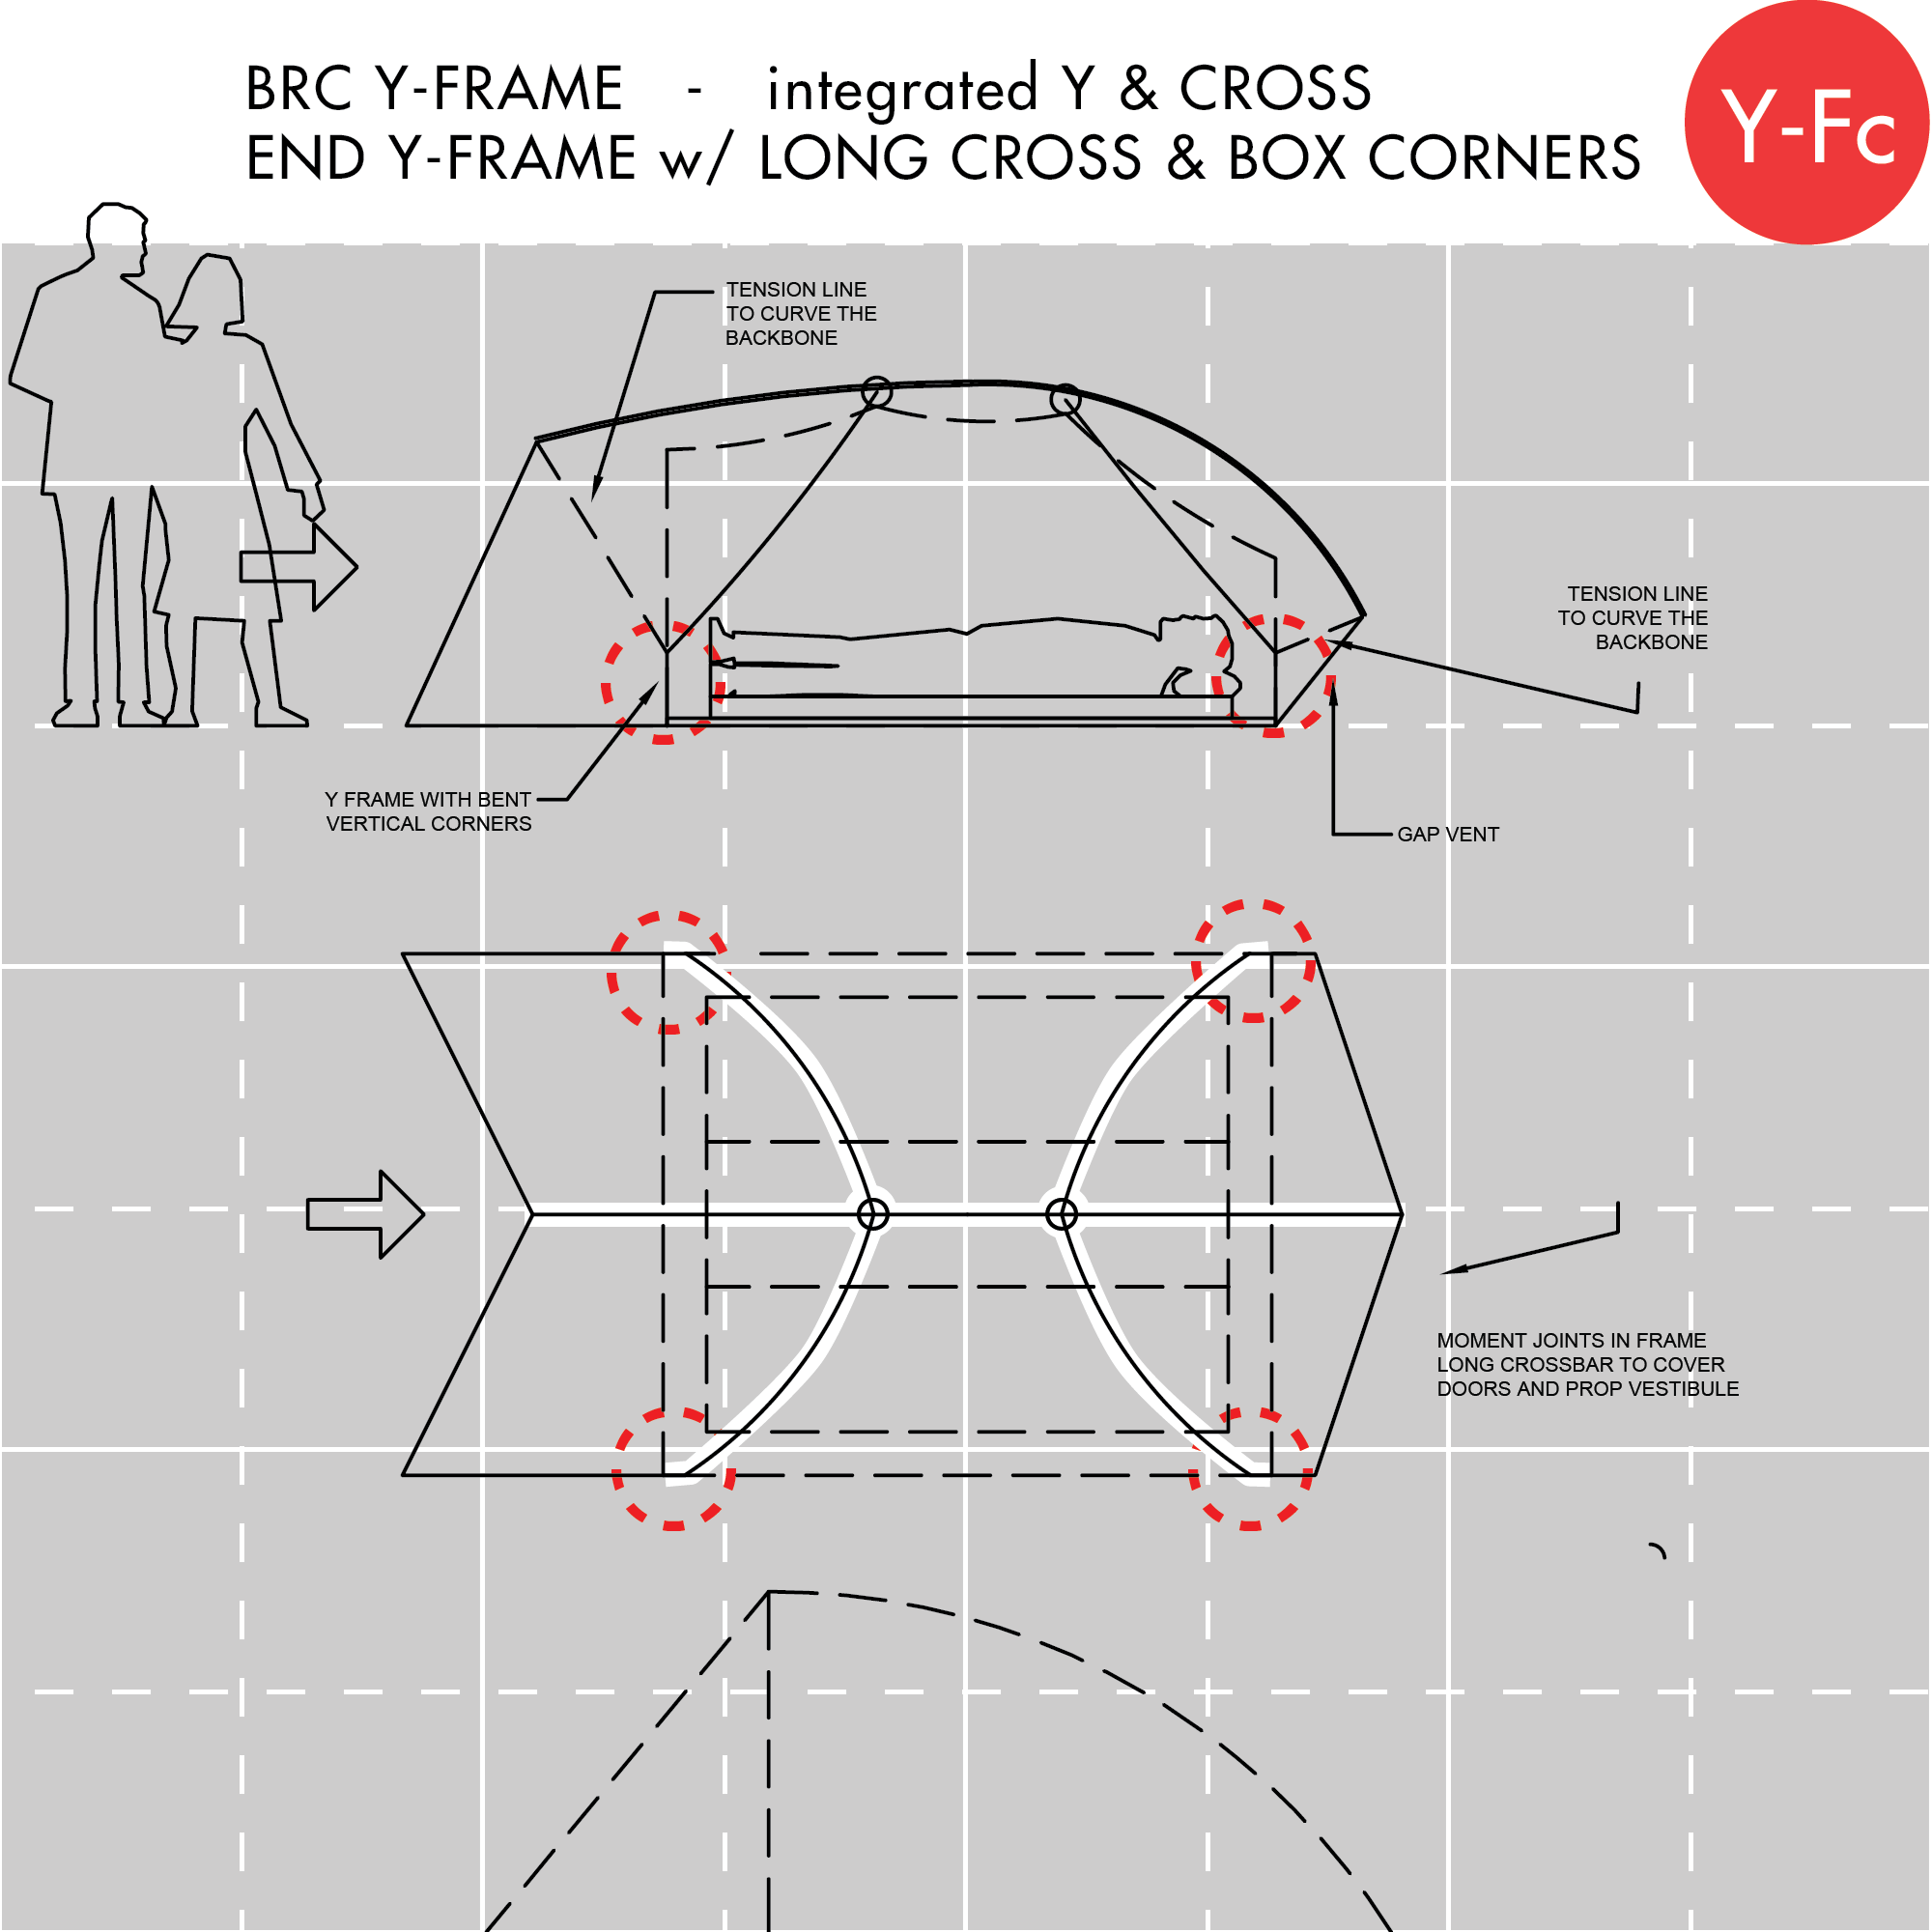 BRC Y-FRAME - integrated Y & CROSS
END Y-FRAME w/ LONG CROSS & BOX CORNERS
Y-Fc
TENSION LINE
TO CURVE THE
BACKBONE
TENSION LINE
TO CURVE THE
BACKBONE
Y FRAME WITH BENT
VERTICAL CORNERS
GAP VENT
MOMENT JOINTS IN FRAME
LONG CROSSBAR TO COVER
DOORS AND PROP VESTIBULE